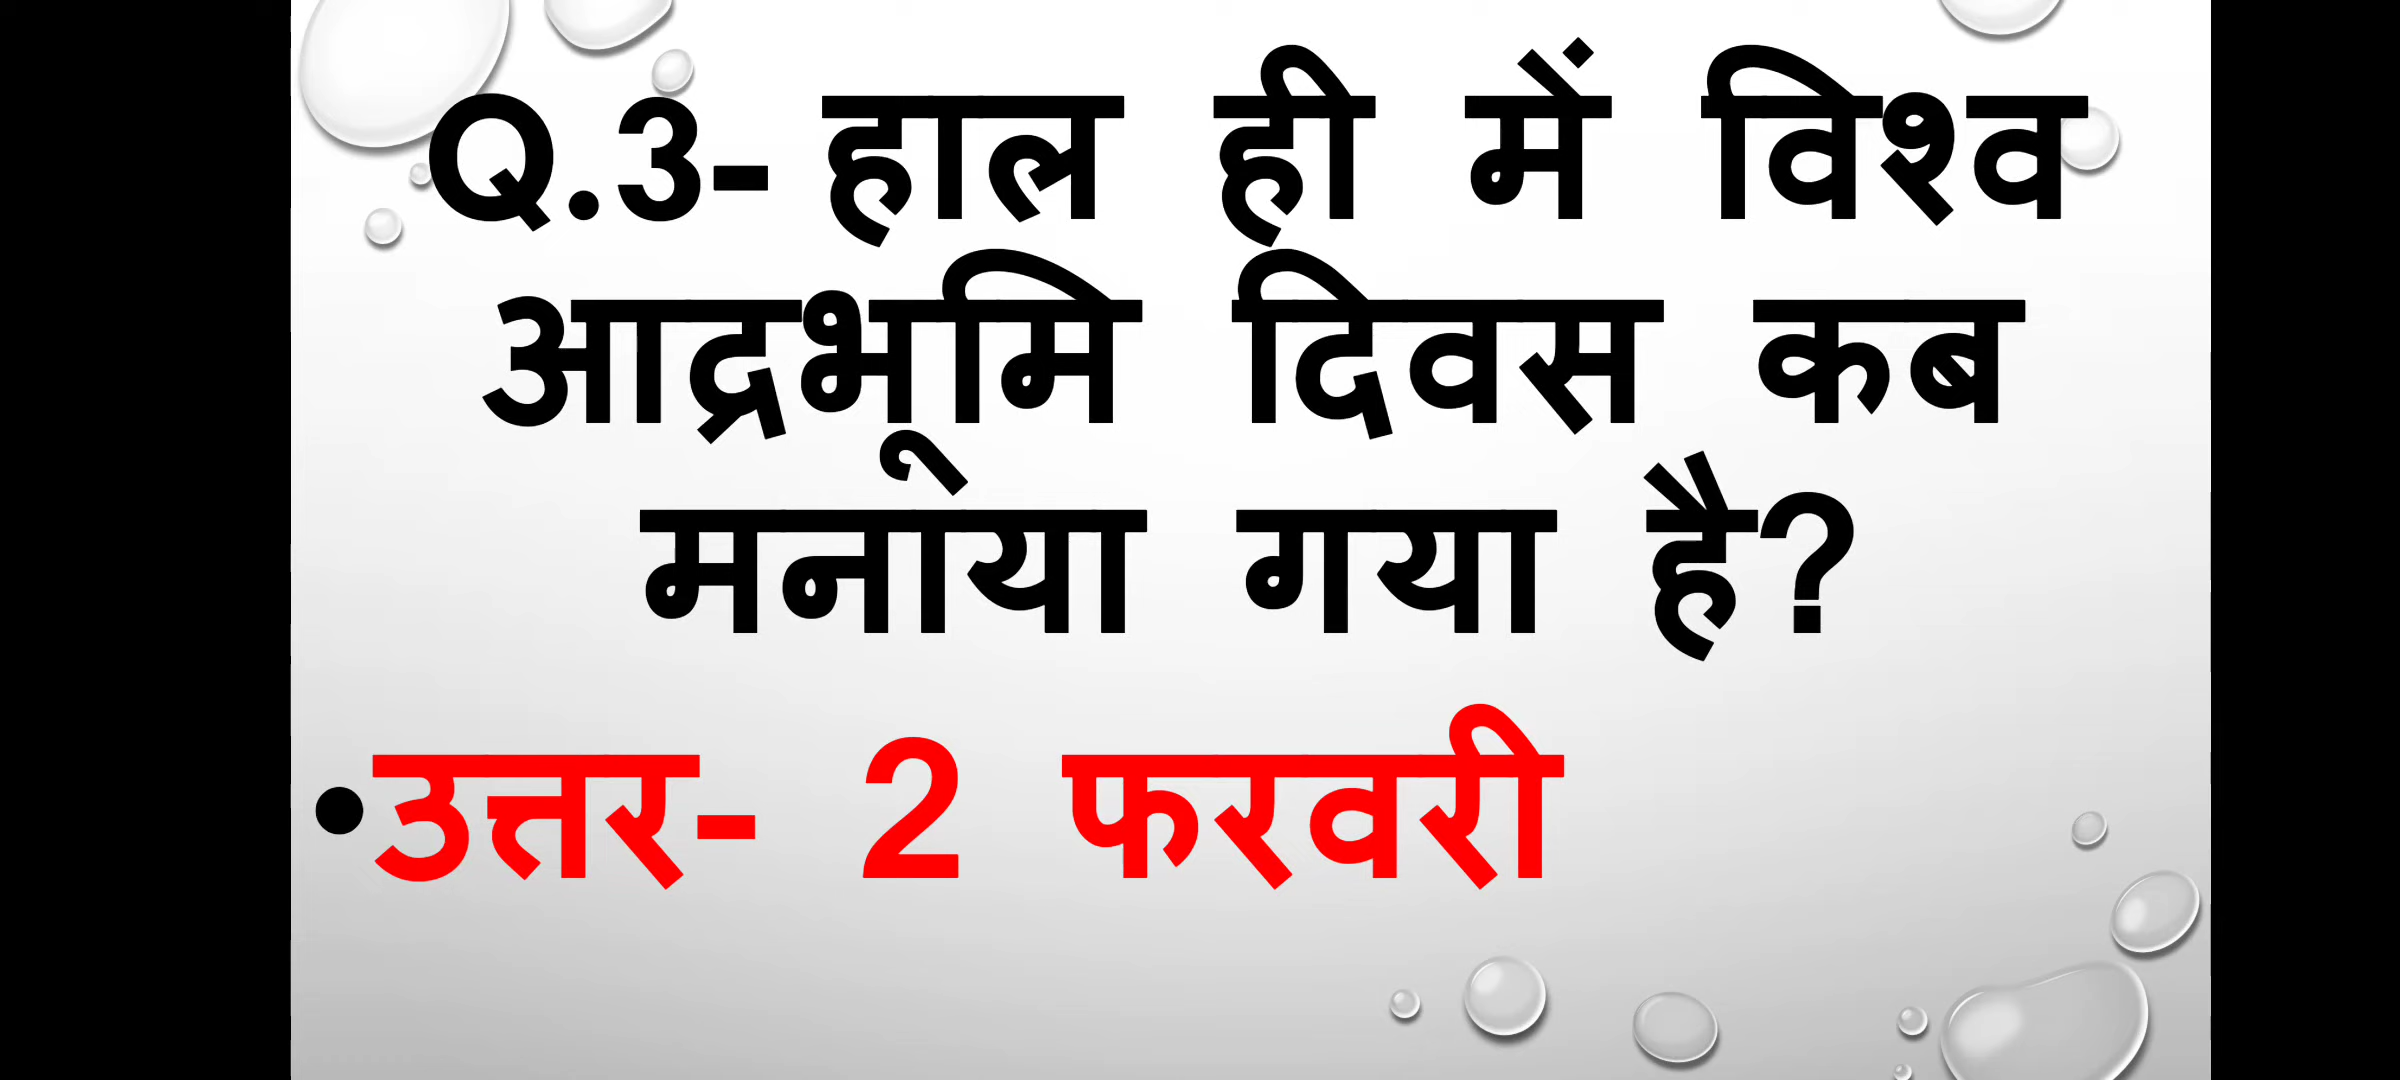 Q.3- हाल ही में विश्व
आद्रभूमि दिवस कब
मनाया गया है?
•उत्तर- 2 फरवरी